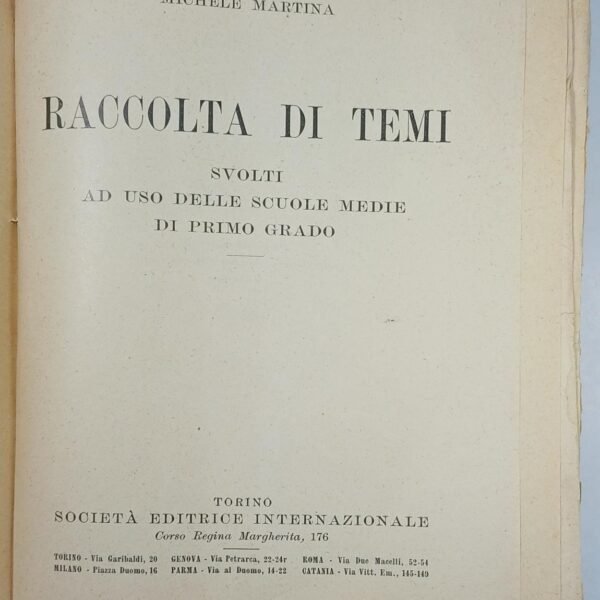 MICHELE MARTINA
RACCOLTA DI TEMI
SVOLTI
AD USO DELLE SCUOLE MEDIE
DI PRIMO GRADO
TORINO
SOCIETÀ EDITRICE INTERNAZIONALE
Corso Regina Margherita, 176
TORINO - Via Garibaldi, 20 GENOVA - Via Petrarca, 22-24r ROMA - Via Due Macelli, 52-54
MILANO - Piazza Duomo, 16 PARMA - Via al Duomo, 14-22 CATANIA - Via Vitt. Em., 145-149